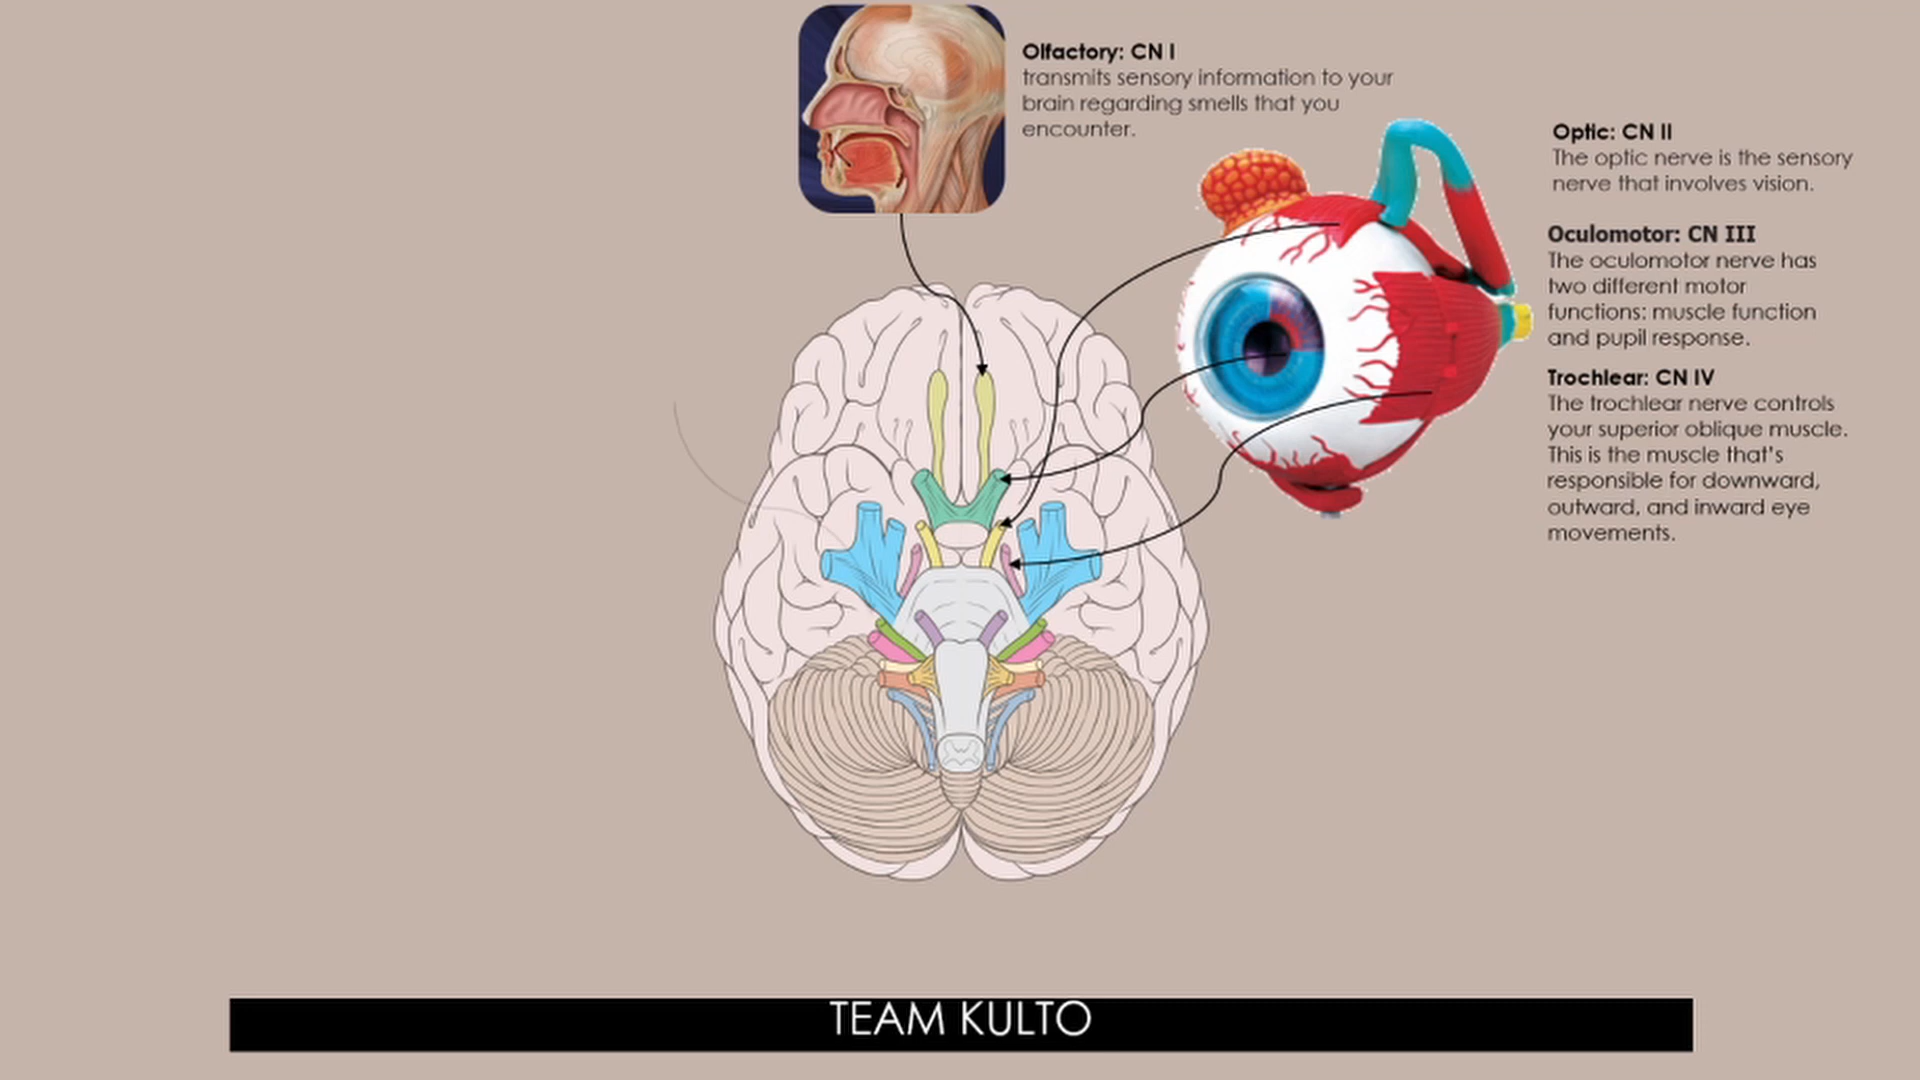 Olfactory: CN I
transmits sensory information to your
brain regarding smells that you
encounter.
Optic: CN II
The optic nerve is the sensory
nerve that involves vision.
Oculomotor: CN III
The oculomotor nerve has
two different motor
functions: muscle function
and pupil response.
Trochlear: CN IV
The trochlear nerve controls
your superior oblique muscle.
This is the muscle that's
responsible for downward,
outward, and inward eye
movements.
TEAM KULTO